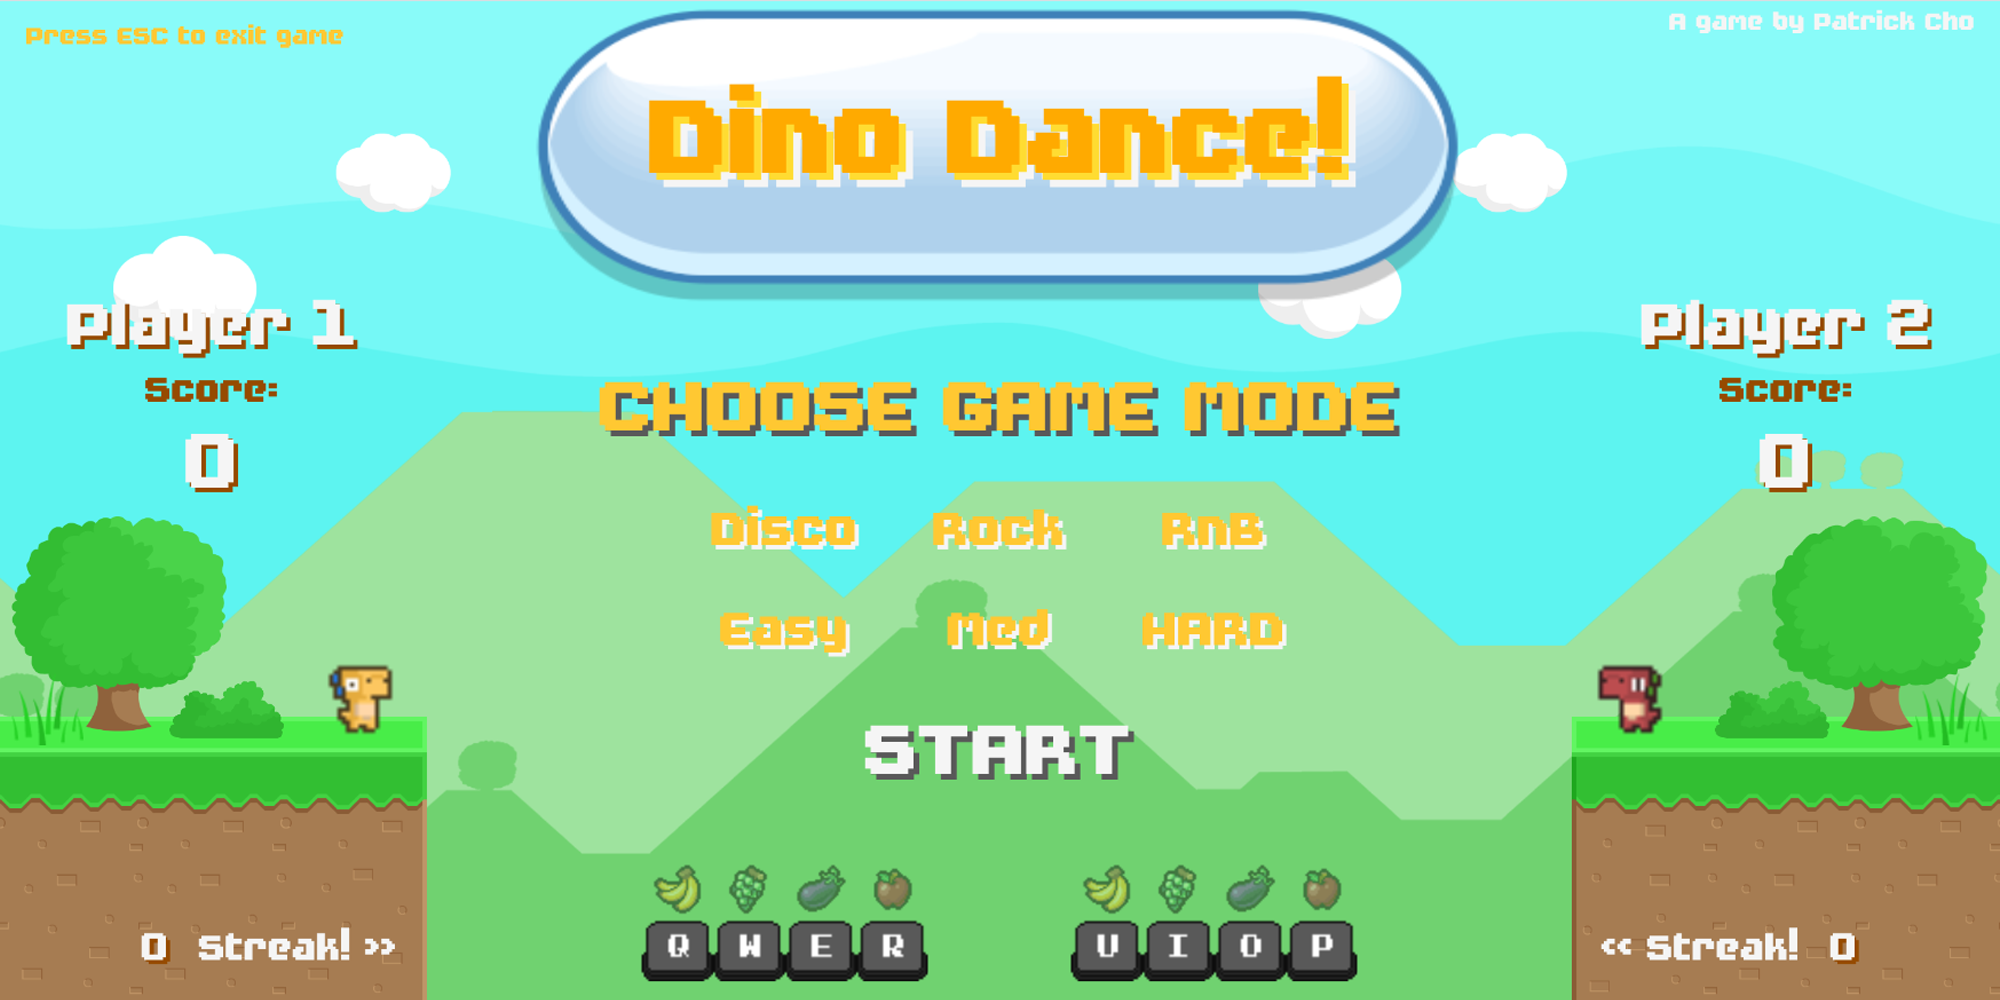 Press ESC to exit game
A game by Patrick Cho
Dino Dance!
Player 1
Score:
0
Player 2
Score:
0
CHOOSE GAME MODE
Disco Rock RnB
Easy Med HARD
START
0 Streak! >>
Q W E R
U I O P
<< Streak! 0